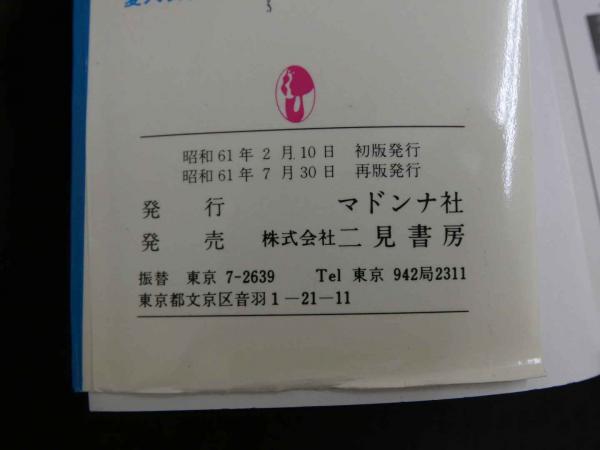 昭和61年2月10日 初版発行
昭和61年7月30日 再版発行
発行 マドンナ社
発売 株式会社二見書房
振替 東京 7-2639 Tel 東京 942局2311
東京都文京区音羽1―21―11